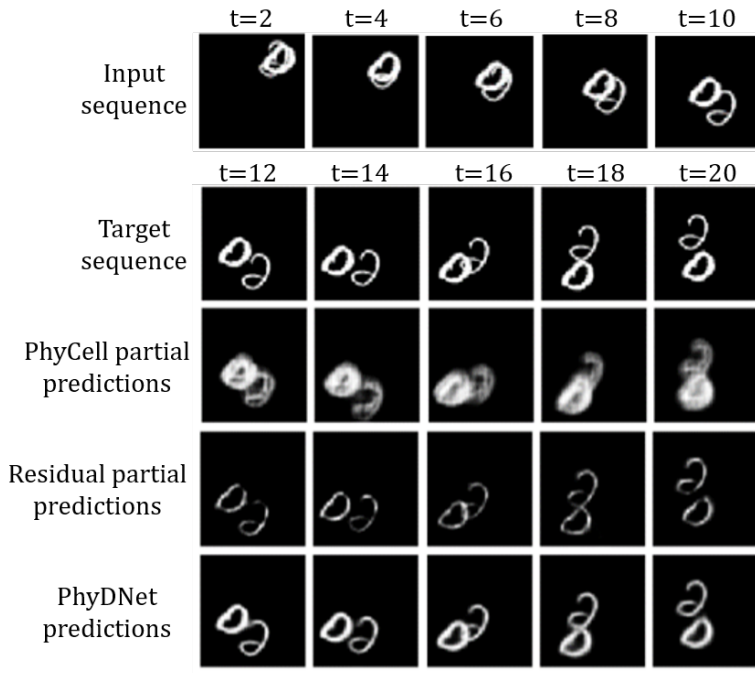 t=2 t=4 t=6 t=8 t=10
Input
sequence
t=12 t=14 t=16 t=18 t=20
Target
sequence
PhyCell partial
predictions
Residual partial
predictions
PhyDNet
predictions